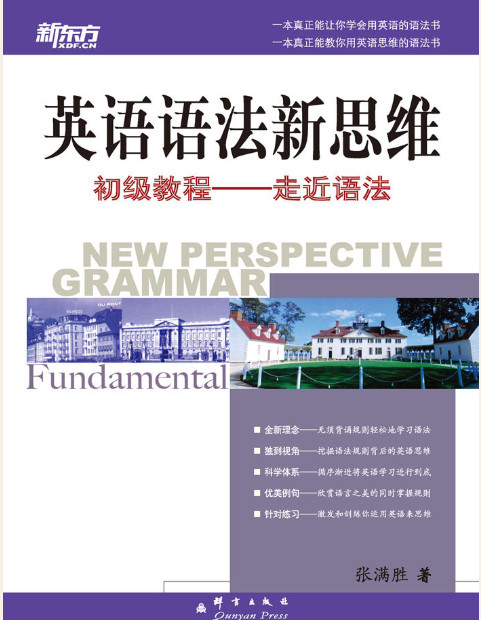 新东方
XDF.CN
一本真正能让你学会用英语的语法书
一本真正能教你用英语思维的语法书
英语语法新思维
初级教程——走近语法
NEW PERSPECTIVE
GRAMMAR
Fundamental
■ 全新理念——无须背诵规则轻松地学习语法
■ 独到视角——挖掘语法规则背后的英语思维
■ 科学体系——循序渐进将英语学习进行到底
■ 优美例句——欣赏语言之美的同时掌握规则
■ 针对练习——激发和训练你运用英语来思维
张满胜 著
群言出版社
Qunyan Press